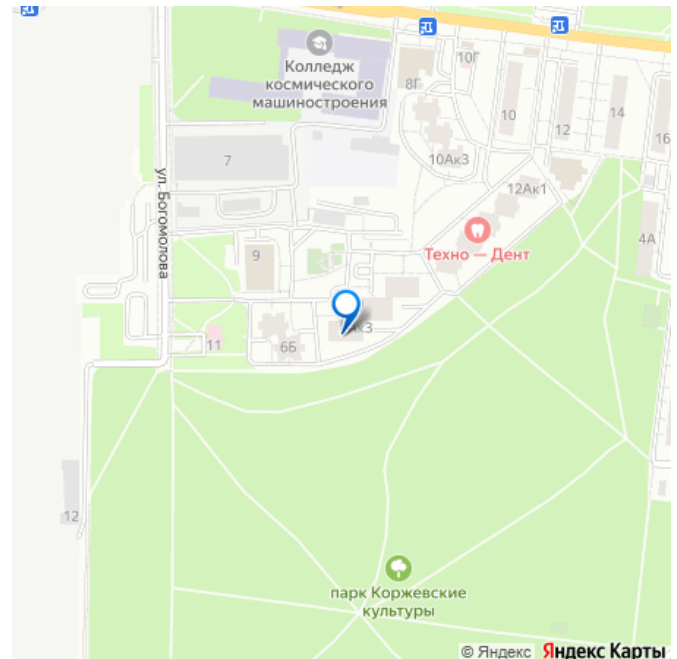 Колледж
космического
машиностроения
10Г
8Г
10
14
12
16
7
10Ак3
ул. Богомолова
12Ак1
4А
Техно — Дент
9
11
6Б
12
парк Коржевские
культуры
© Яндекс Яндекс Карты